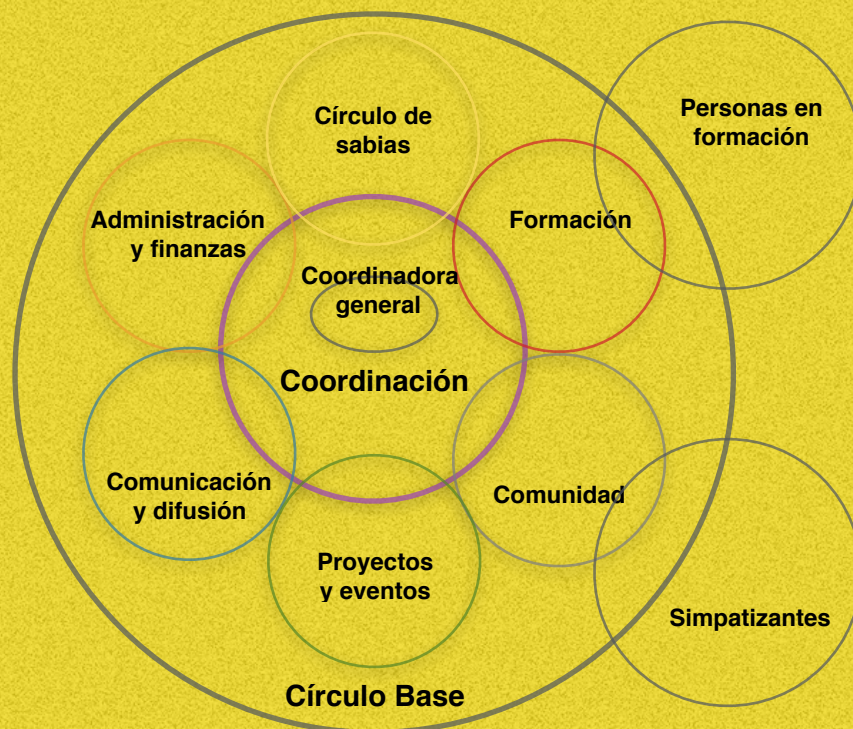 Círculo de
sabias
Personas en
formación
Administración
y finanzas
Formación
Coordinadora
general
Coordinación
Comunicación
y difusión
Comunidad
Proyectos
y eventos
Simpatizantes
Círculo Base